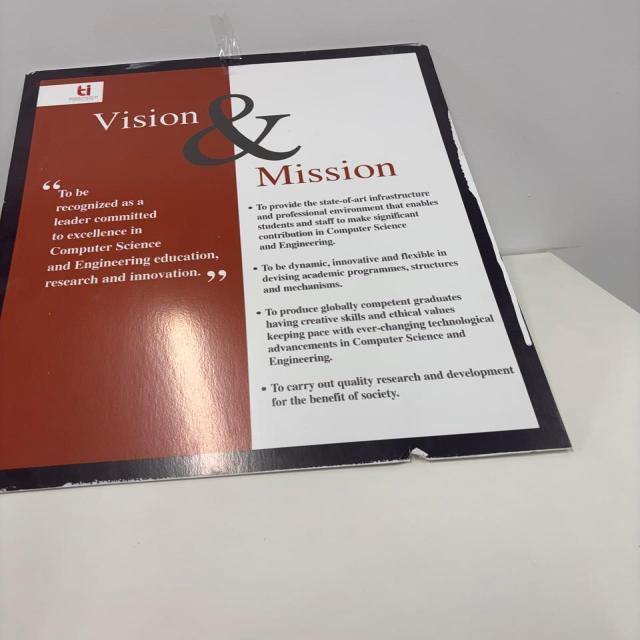 ti
Vision
&
Mission
“To be
recognized as a
leader committed
to excellence in
Computer Science
and Engineering education,
research and innovation. ”
• To provide the state-of-art infrastructure
and professional environment that enables
students and staff to make significant
contribution in Computer Science
and Engineering.
• To be dynamic, innovative and flexible in
devising academic programmes, structures
and mechanisms.
• To produce globally competent graduates
having creative skills and ethical values
keeping pace with ever-changing technological
advancements in Computer Science and
Engineering.
• To carry out quality research and development
for the benefit of society.